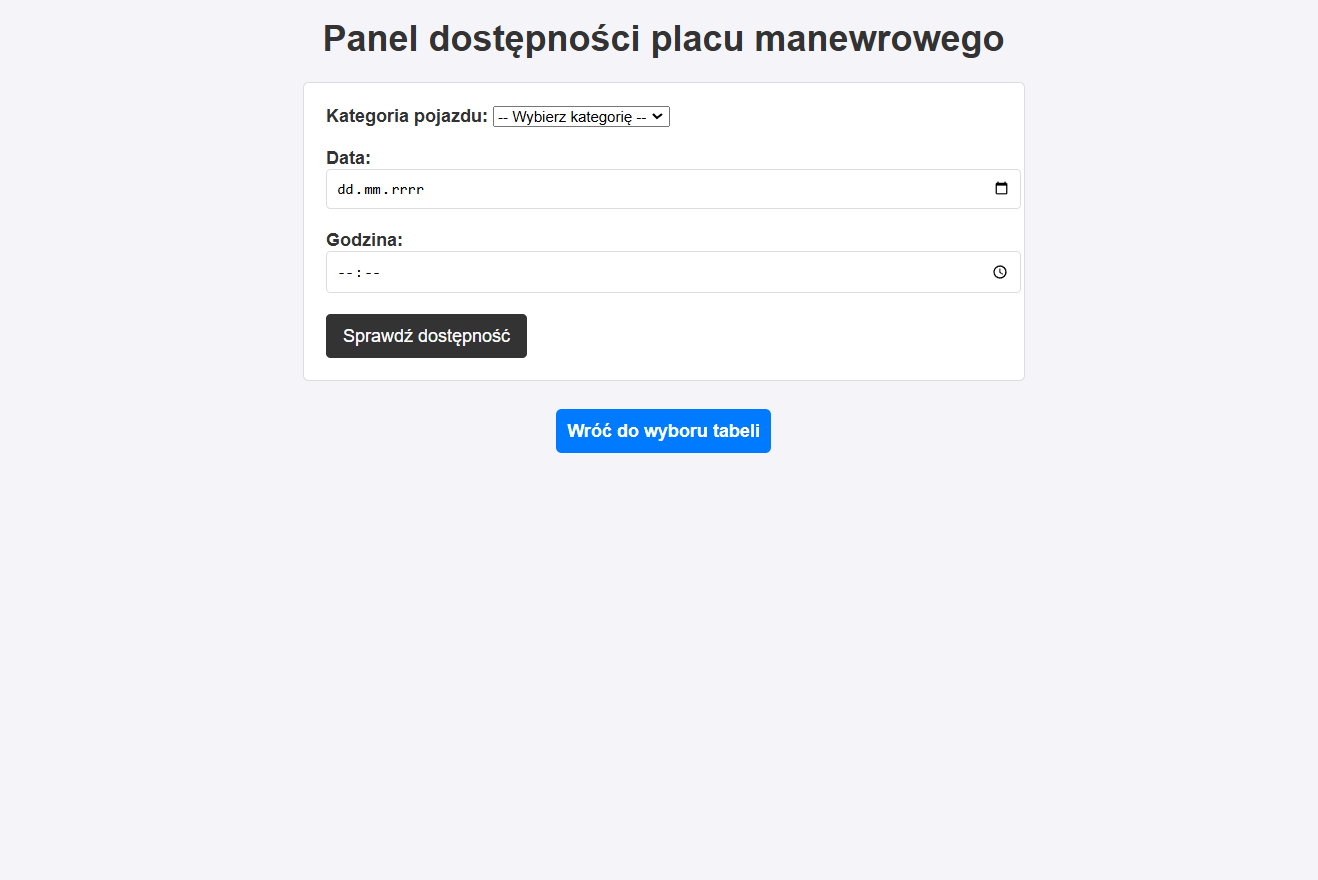 Panel dostępności placu manewrowego
Kategoria pojazdu: -- Wybierz kategorię --
Data:
dd.mm.rrrr
Godzina:
--:--
Sprawdź dostępność
Wróć do wyboru tabeli